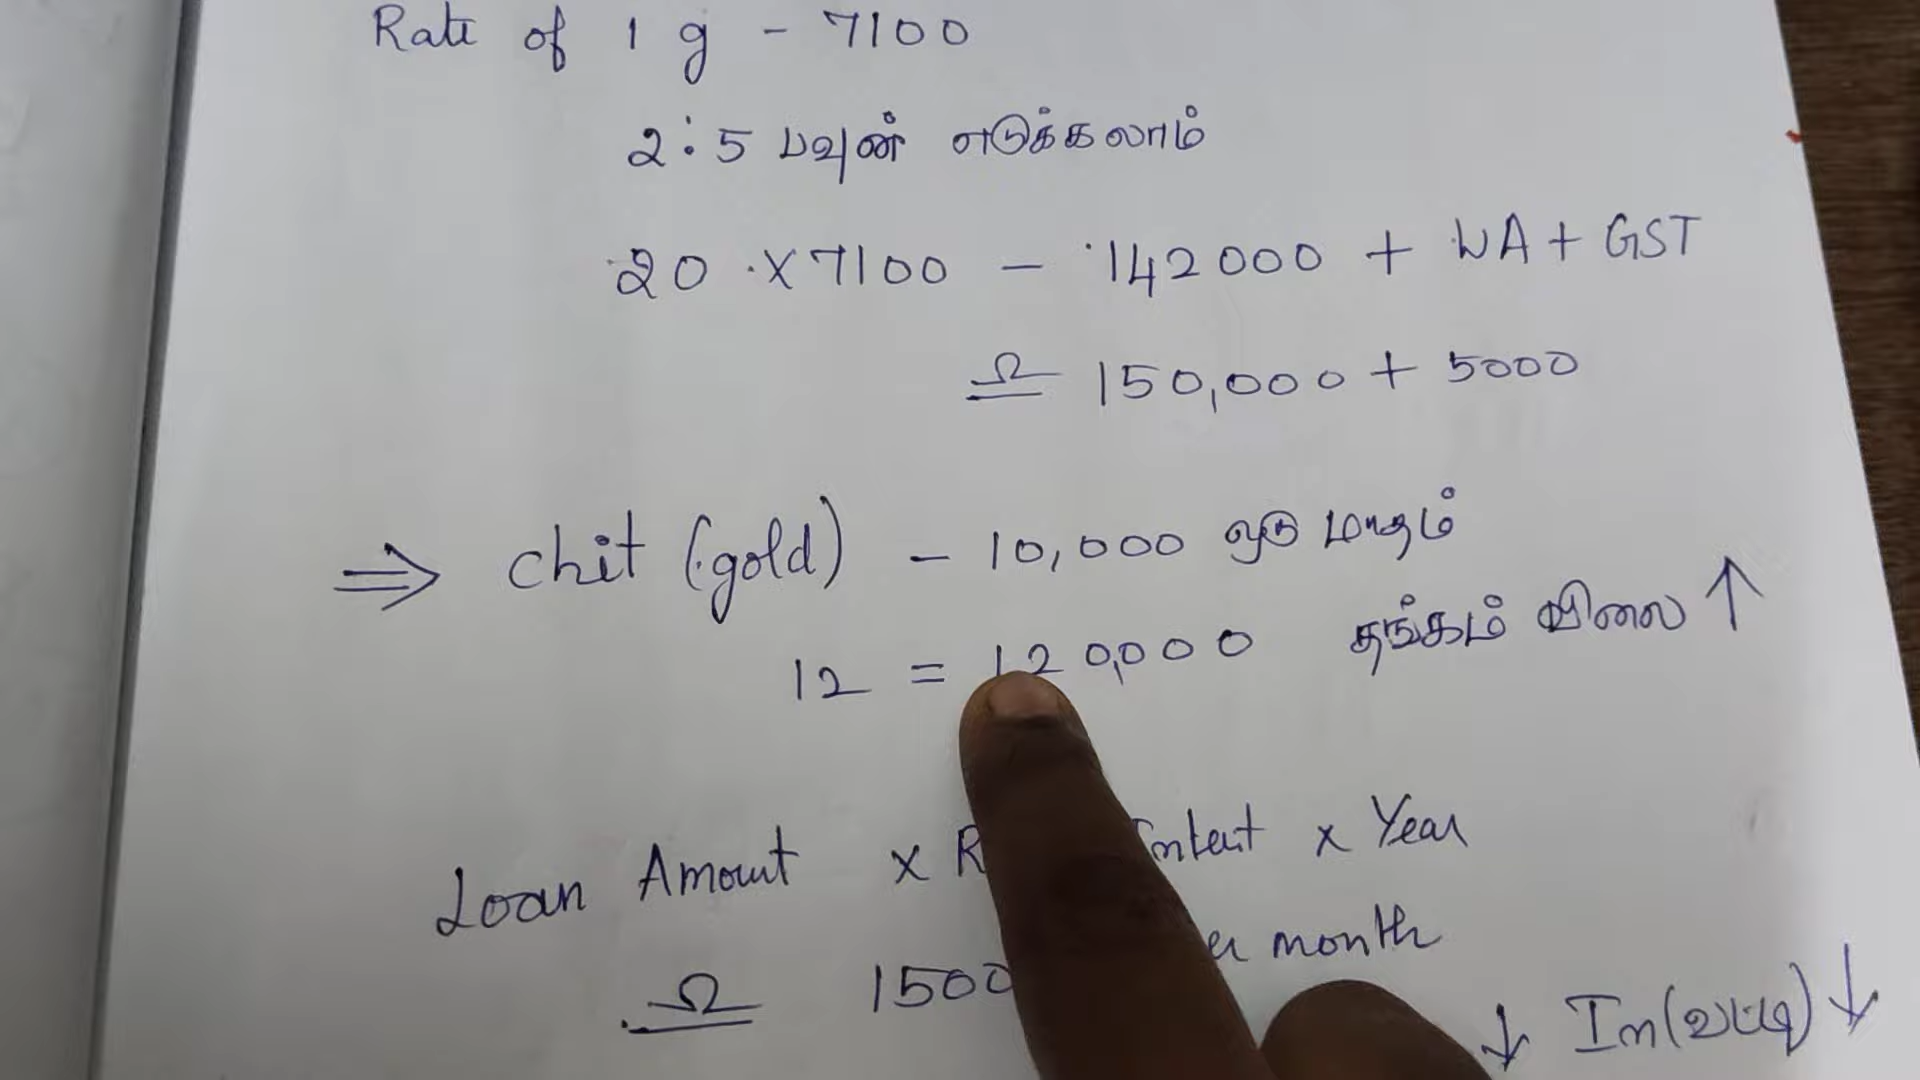 Rate of 1 g - 7100
2.5 பவுன் எடுக்கலாம்
20 x 7100 - 142000 + WA + GST
≏ 150,000 + 5000
⇒ chit (gold) - 10,000 ஒரு மாதம்
12 = 120,000 தங்கம் விலை ↑
Loan Amount x Intest x Year
≏ 1500 month
↓ In (வட்டி) ↓